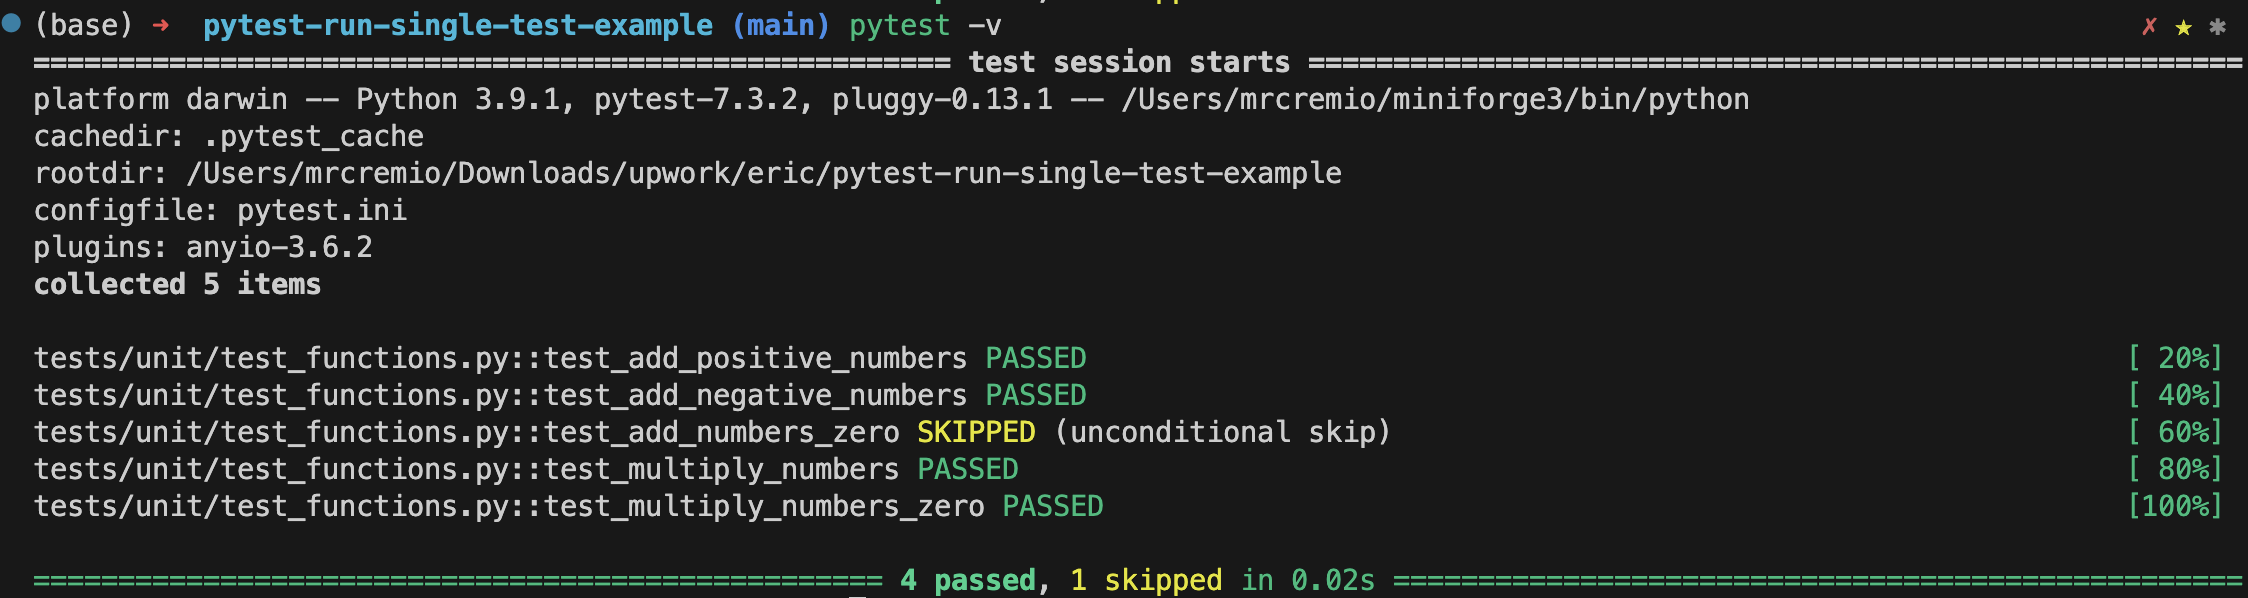 (base) ➜ pytest-run-single-test-example (main) pytest -v ✗ ★ ✱
====================================================== test session starts =======================================================
platform darwin -- Python 3.9.1, pytest-7.3.2, pluggy-0.13.1 -- /Users/mrcremio/miniforge3/bin/python
cachedir: .pytest_cache
rootdir: /Users/mrcremio/Downloads/upwork/eric/pytest-run-single-test-example
configfile: pytest.ini
plugins: anyio-3.6.2
collected 5 items
tests/unit/test_functions.py::test_add_positive_numbers PASSED [ 20%]
tests/unit/test_functions.py::test_add_negative_numbers PASSED [ 40%]
tests/unit/test_functions.py::test_add_numbers_zero SKIPPED (unconditional skip) [ 60%]
tests/unit/test_functions.py::test_multiply_numbers PASSED [ 80%]
tests/unit/test_functions.py::test_multiply_numbers_zero PASSED [100%]
================================================== 4 passed, 1 skipped in 0.02s ==================================================